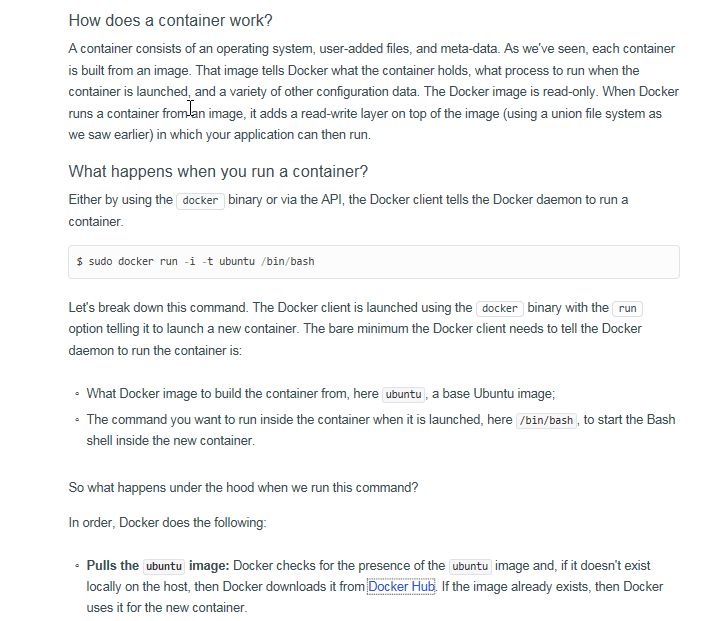 How does a container work?
A container consists of an operating system, user-added files, and meta-data. As we've seen, each container
is built from an image. That image tells Docker what the container holds, what process to run when the
container is launched, and a variety of other configuration data. The Docker image is read-only. When Docker
runs a container from an image, it adds a read-write layer on top of the image (using a union file system as
we saw earlier) in which your application can then run.
What happens when you run a container?
Either by using the docker binary or via the API, the Docker client tells the Docker daemon to run a
container.
$ sudo docker run -i -t ubuntu /bin/bash
Let's break down this command. The Docker client is launched using the docker binary with the run
option telling it to launch a new container. The bare minimum the Docker client needs to tell the Docker
daemon to run the container is:
◦ What Docker image to build the container from, here ubuntu, a base Ubuntu image;
◦ The command you want to run inside the container when it is launched, here /bin/bash, to start the Bash
shell inside the new container.
So what happens under the hood when we run this command?
In order, Docker does the following:
◦ Pulls the ubuntu image: Docker checks for the presence of the ubuntu image and, if it doesn't exist
locally on the host, then Docker downloads it from Docker Hub. If the image already exists, then Docker
uses it for the new container.